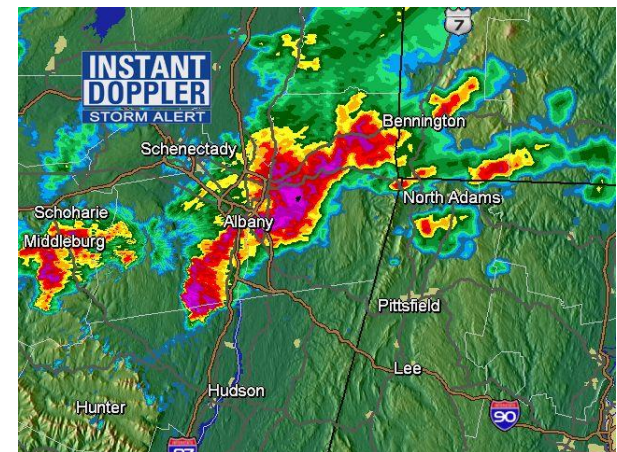 7
INSTANT
DOPPLER
STORM ALERT
Bennington
Schenectady
North Adams
Schoharie
Albany
Middleburg
Pittsfield
Lee
Hudson
Hunter
90
87